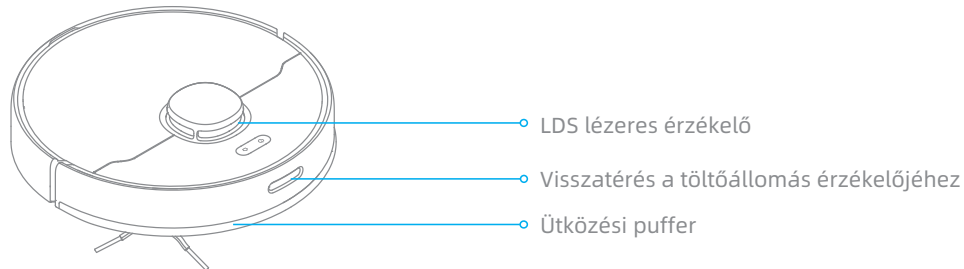 LDS lézeres érzékelő
Visszatérés a töltőállomás érzékelőjéhez
Ütközési puffer